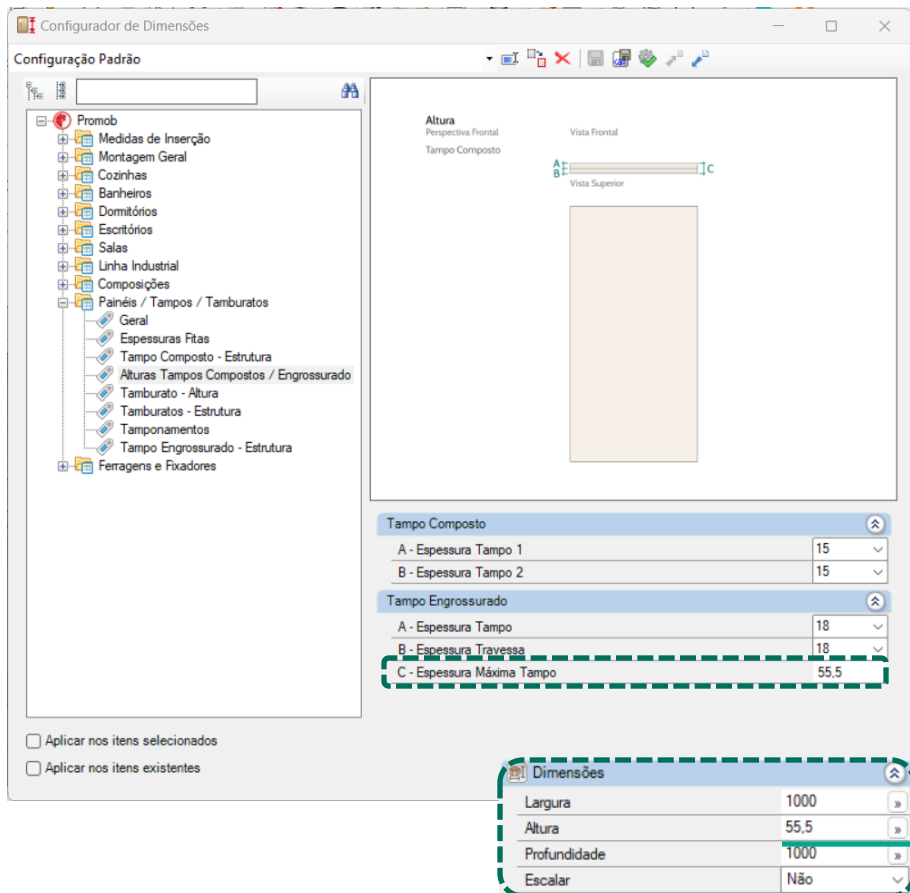 Configurador de Dimensões
Configuração Padrão
Promob
Medidas de Inserção
Montagem Geral
Cozinhas
Banheiros
Dormitórios
Escritórios
Salas
Linha Industrial
Composições
Painéis / Tampos / Tamburatos
Geral
Espessuras Fitas
Tampo Composto - Estrutura
Alturas Tampos Compostos / Engrossurado
Tamburato - Altura
Tamburatos - Estrutura
Tamponamentos
Tampo Engrossurado - Estrutura
Ferragens e Fixadores
Aplicar nos itens selecionados
Aplicar nos itens existentes
Altura
Perspectiva Frontal Vista Frontal
Tampo Composto
A
B
C
Vista Superior
Tampo Composto
A - Espessura Tampo 1 15
B - Espessura Tampo 2 15
Tampo Engrossurado
A - Espessura Tampo 18
B - Espessura Travessa 18
C - Espessura Máxima Tampo 55,5
Dimensões
Largura 1000 »
Altura 55,5 »
Profundidade 1000 »
Escalar Não